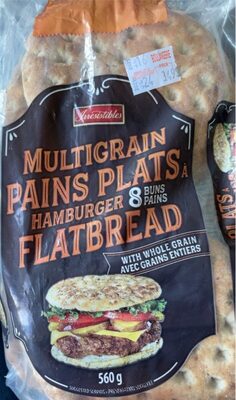 Irresistibles
MULTIGRAIN
PAINS PLATS À
HAMBURGER 8 BUNS PAINS
FLATBREAD
WITH WHOLE GRAIN
AVEC GRAINS ENTIERS
560 g